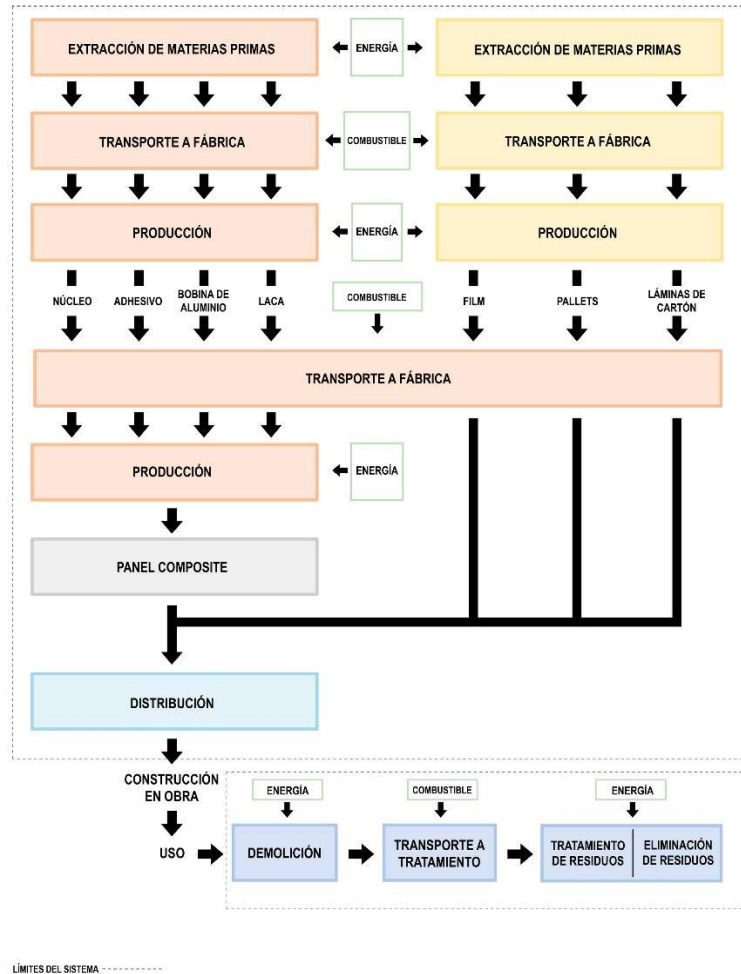 EXTRACCIÓN DE MATERIAS PRIMAS
ENERGÍA
EXTRACCIÓN DE MATERIAS PRIMAS
TRANSPORTE A FÁBRICA
COMBUSTIBLE
TRANSPORTE A FÁBRICA
PRODUCCIÓN
ENERGÍA
PRODUCCIÓN
NÚCLEO
ADHESIVO
BOBINA DE
ALUMINIO
LACA
COMBUSTIBLE
FILM
PALLETS
LÁMINAS DE
CARTÓN
TRANSPORTE A FÁBRICA
PRODUCCIÓN
ENERGÍA
PANEL COMPOSITE
DISTRIBUCIÓN
CONSTRUCCIÓN
EN OBRA
USO
ENERGÍA
DEMOLICIÓN
COMBUSTIBLE
TRANSPORTE A
TRATAMIENTO
ENERGÍA
TRATAMIENTO
DE RESIDUOS
ELIMINACIÓN
DE RESIDUOS
LÍMITES DEL SISTEMA